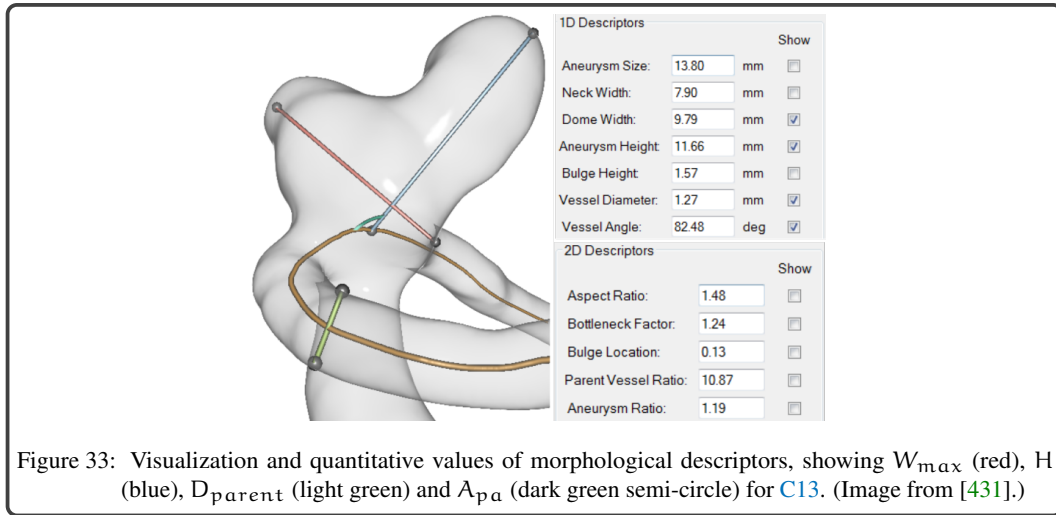 1D Descriptors
Show
Aneurysm Size: 13.80 mm
Neck Width: 7.90 mm
Dome Width: 9.79 mm
Aneurysm Height: 11.66 mm
Bulge Height: 1.57 mm
Vessel Diameter: 1.27 mm
Vessel Angle: 82.48 deg
2D Descriptors
Show
Aspect Ratio: 1.48
Bottleneck Factor: 1.24
Bulge Location: 0.13
Parent Vessel Ratio: 10.87
Aneurysm Ratio: 1.19
Figure 33: Visualization and quantitative values of morphological descriptors, showing W_max (red), H
(blue), D_parent (light green) and A_pa (dark green semi-circle) for C13. (Image from [431].)